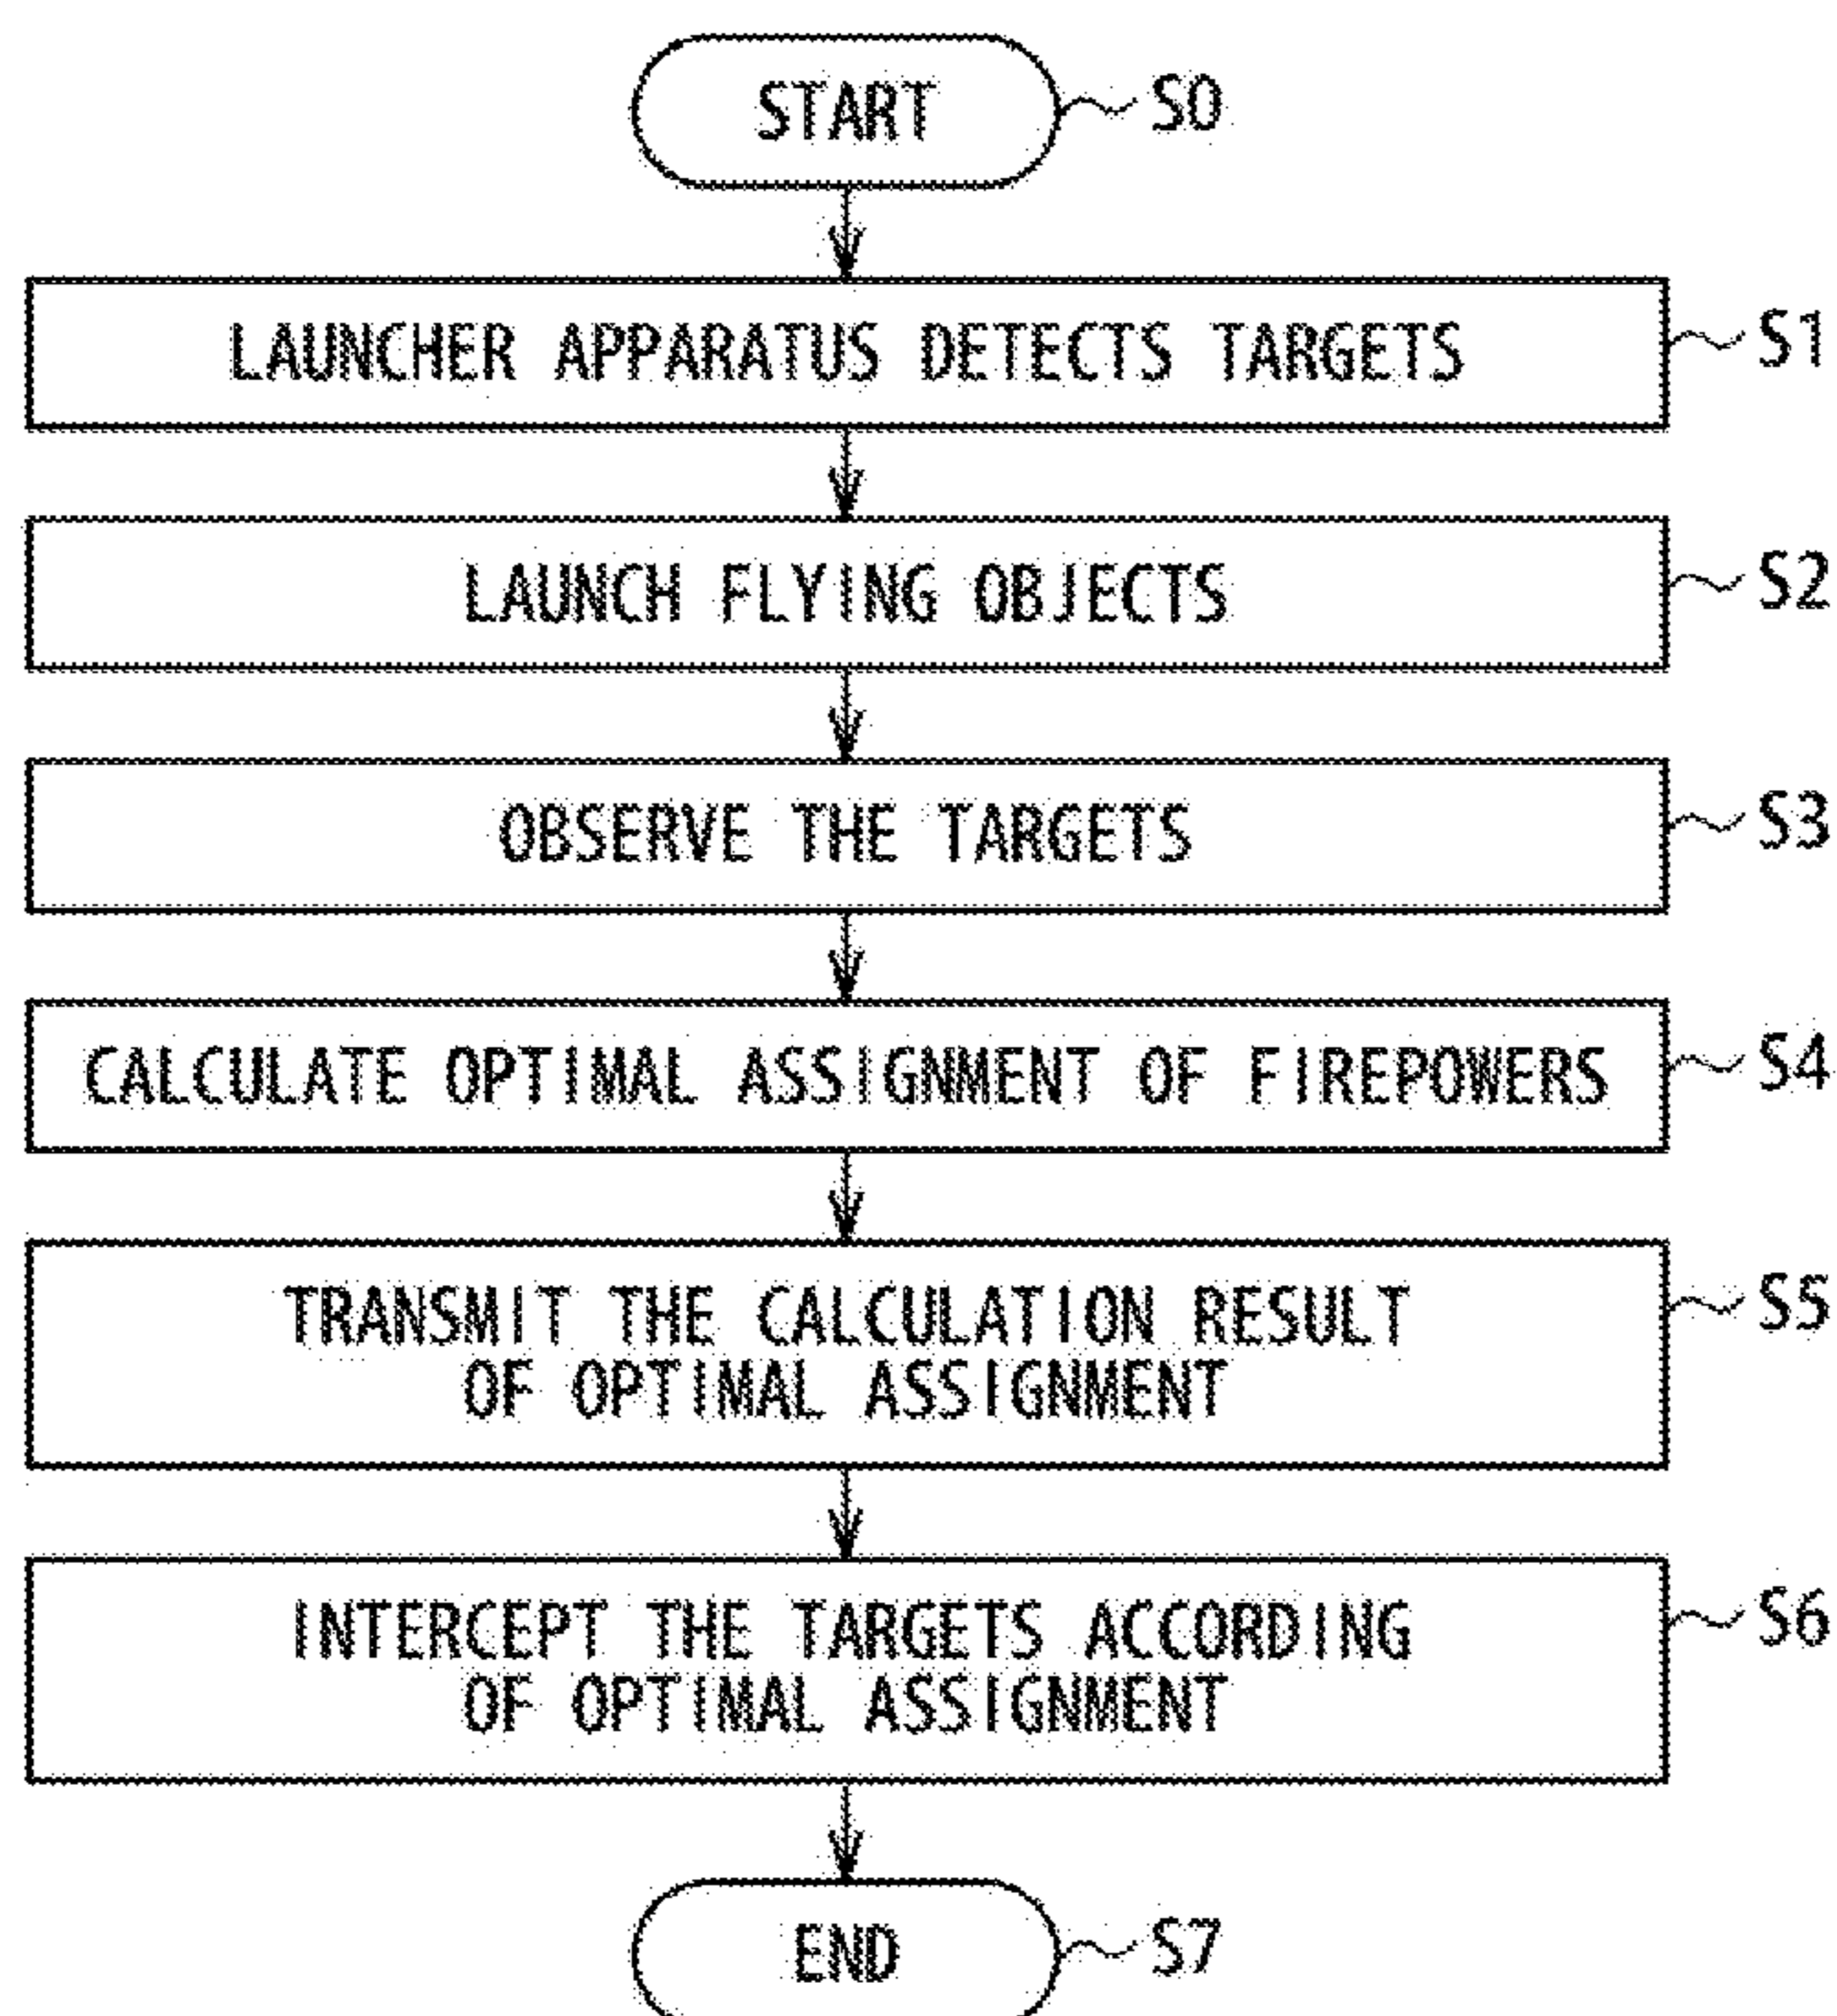 START
S0
LAUNCHER APPARATUS DETECTS TARGETS
S1
LAUNCH FLYING OBJECTS
S2
OBSERVE THE TARGETS
S3
CALCULATE OPTIMAL ASSIGNMENT OF FIREPOWERS
S4
TRANSMIT THE CALCULATION RESULT
OF OPTIMAL ASSIGNMENT
S5
INTERCEPT THE TARGETS ACCORDING
OF OPTIMAL ASSIGNMENT
S6
END
S7